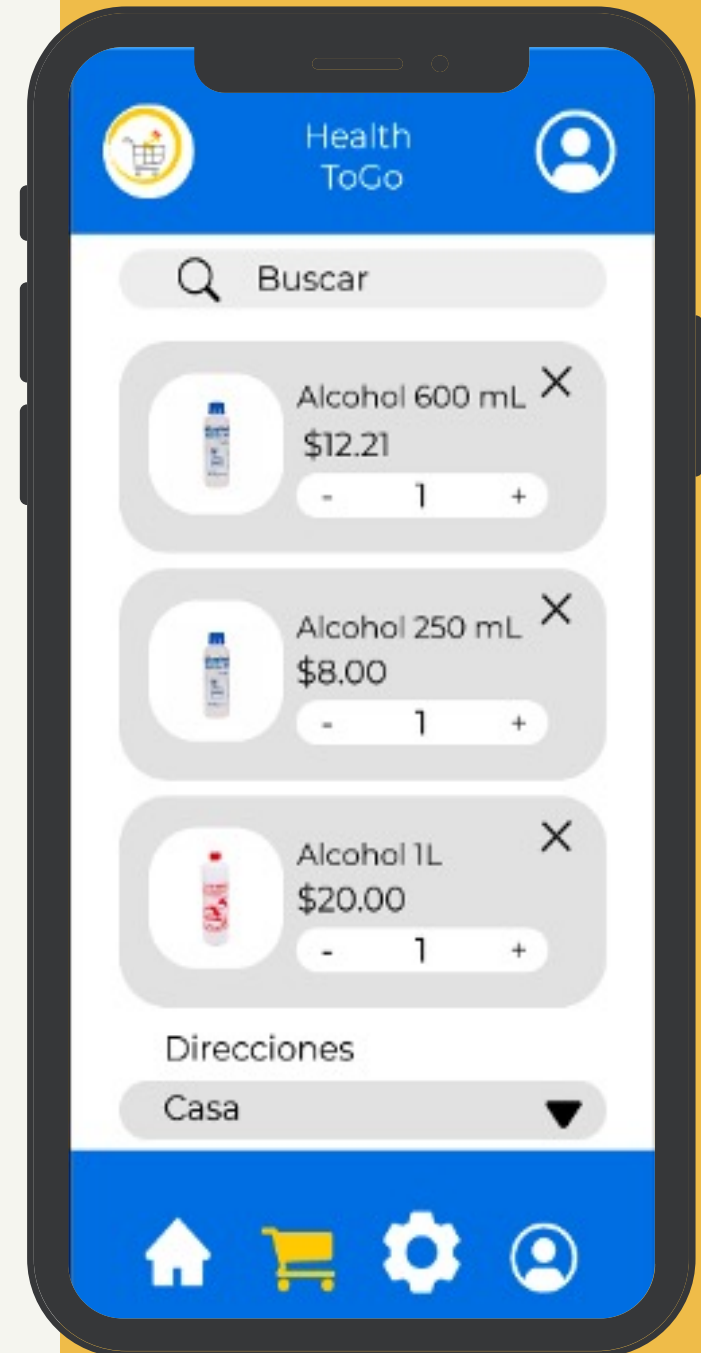 Health
ToGo
Buscar
Alcohol 600 mL
$12.21
- 1 +
Alcohol 250 mL
$8.00
- 1 +
Alcohol 1L
$20.00
- 1 +
Direcciones
Casa